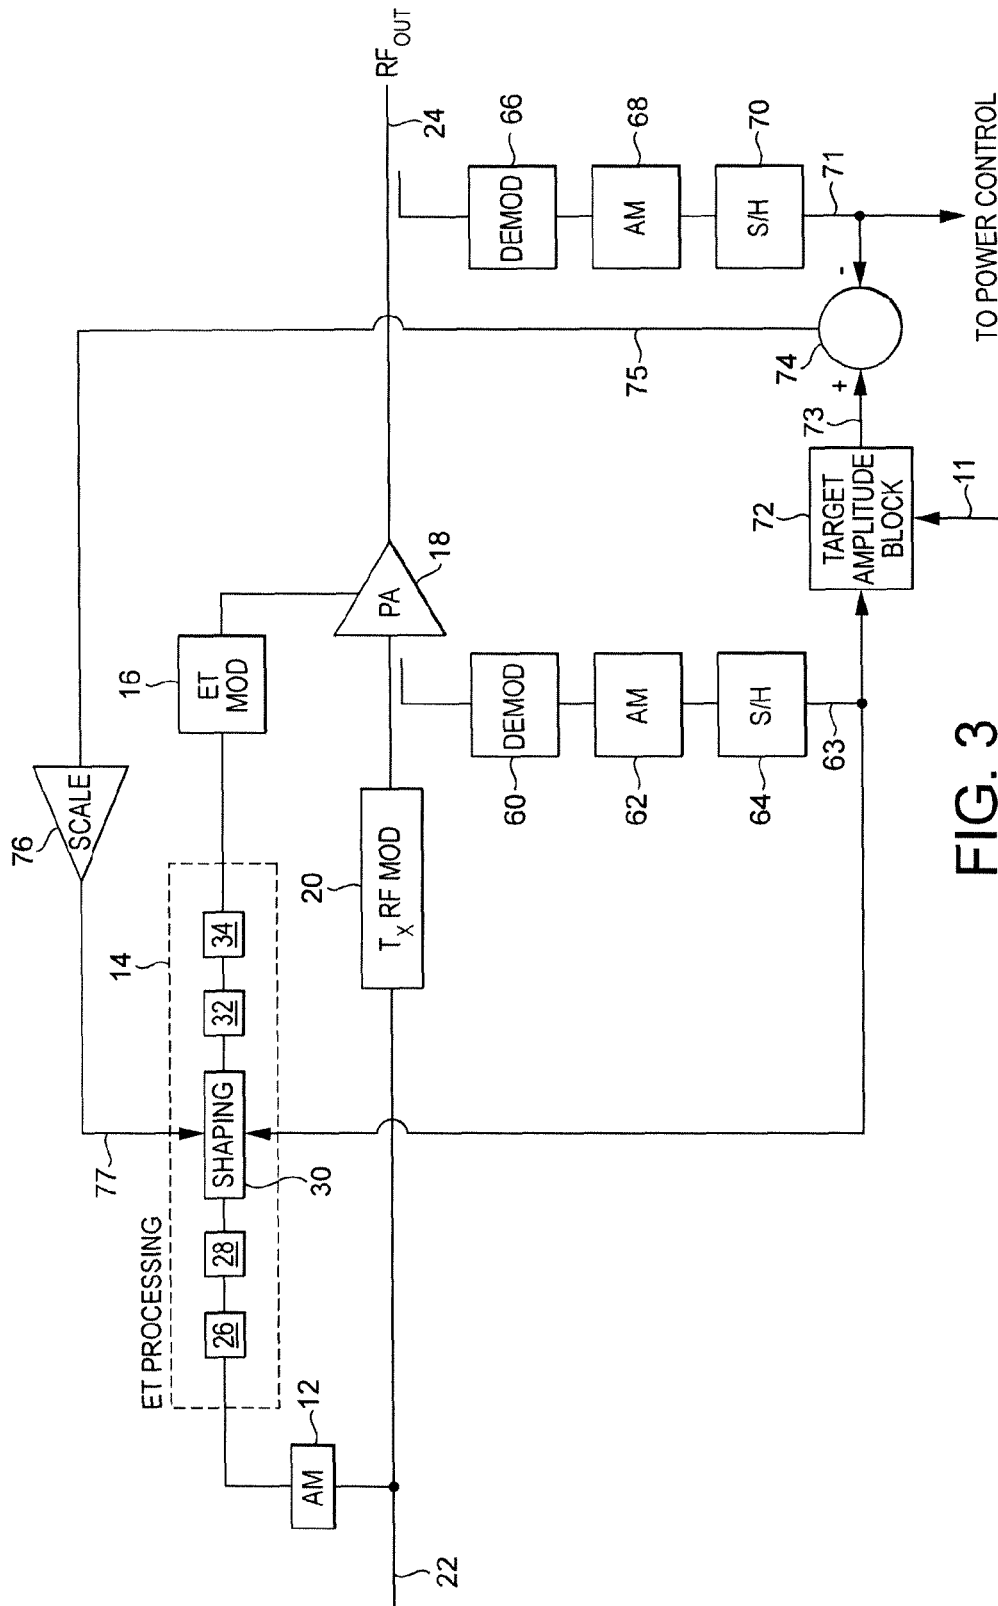 76
SCALE
77
14
ET PROCESSING
26
28
SHAPING
30
32
34
16
ET
MOD
12
AM
22
20
TX RF MOD
PA
18
24
RFOUT
60
DEMOD
62
AM
64
S/H
63
66
DEMOD
68
AM
70
S/H
71
72
TARGET
AMPLITUDE
BLOCK
11
73
+
-
74
75
TO POWER CONTROL
FIG. 3